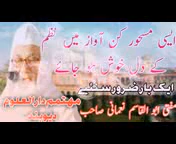 ایسی مسحور کن آواز میں نظم
کے دل خوش ہو جائے
ایک بار ضرور سنئے
مہتمم دارالعلوم
دیوبند
مفتی ابو القاسم نعمانی صاحب